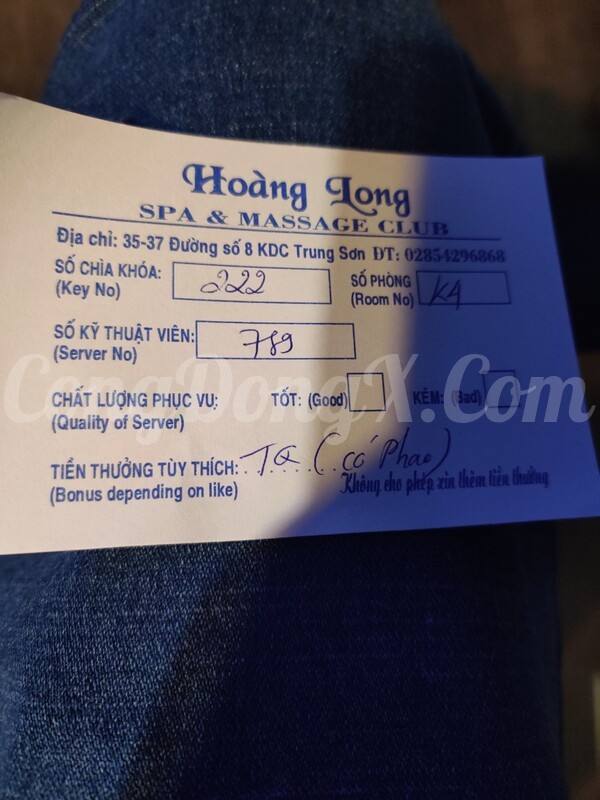 Hoàng Long
SPA & MASSAGE CLUB
Địa chỉ: 35-37 Đường số 8 KDC Trung Sơn ĐT: 02854296868
SỐ CHÌA KHÓA: 222 SỐ PHÒNG K4
(Key No) (Room No)
SỐ KỸ THUẬT VIÊN: 789
(Server No)
CHẤT LƯỢNG PHỤC VỤ: TỐT: (Good) KÉM: (Bad)
(Quality of Server)
CongDongX.Com
TIỀN THƯỞNG TÙY THÍCH: TQ (có Phao)
(Bonus depending on like) Không cho phép xin thêm tiền thưởng